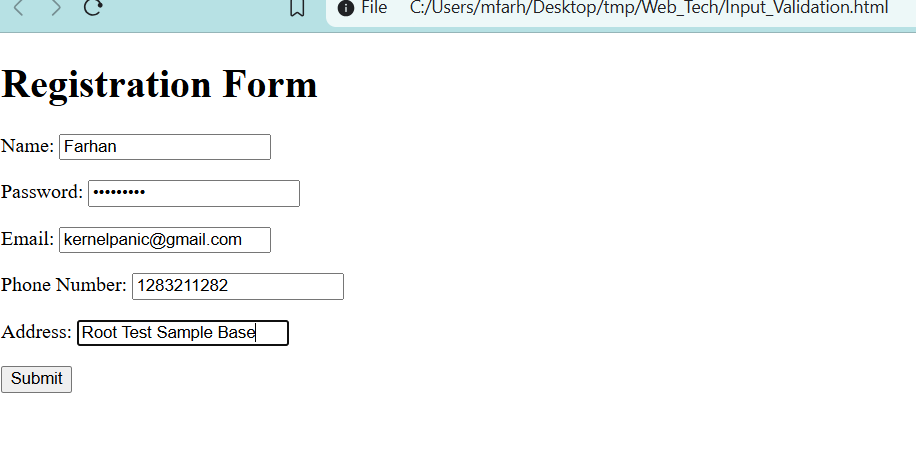 File C:/Users/mfarh/Desktop/tmp/Web_Tech/Input_Validation.html
Registration Form
Name: Farhan
Password: •••••••••
Email: kernelpanic@gmail.com
Phone Number: 1283211282
Address: Root Test Sample Base
Submit